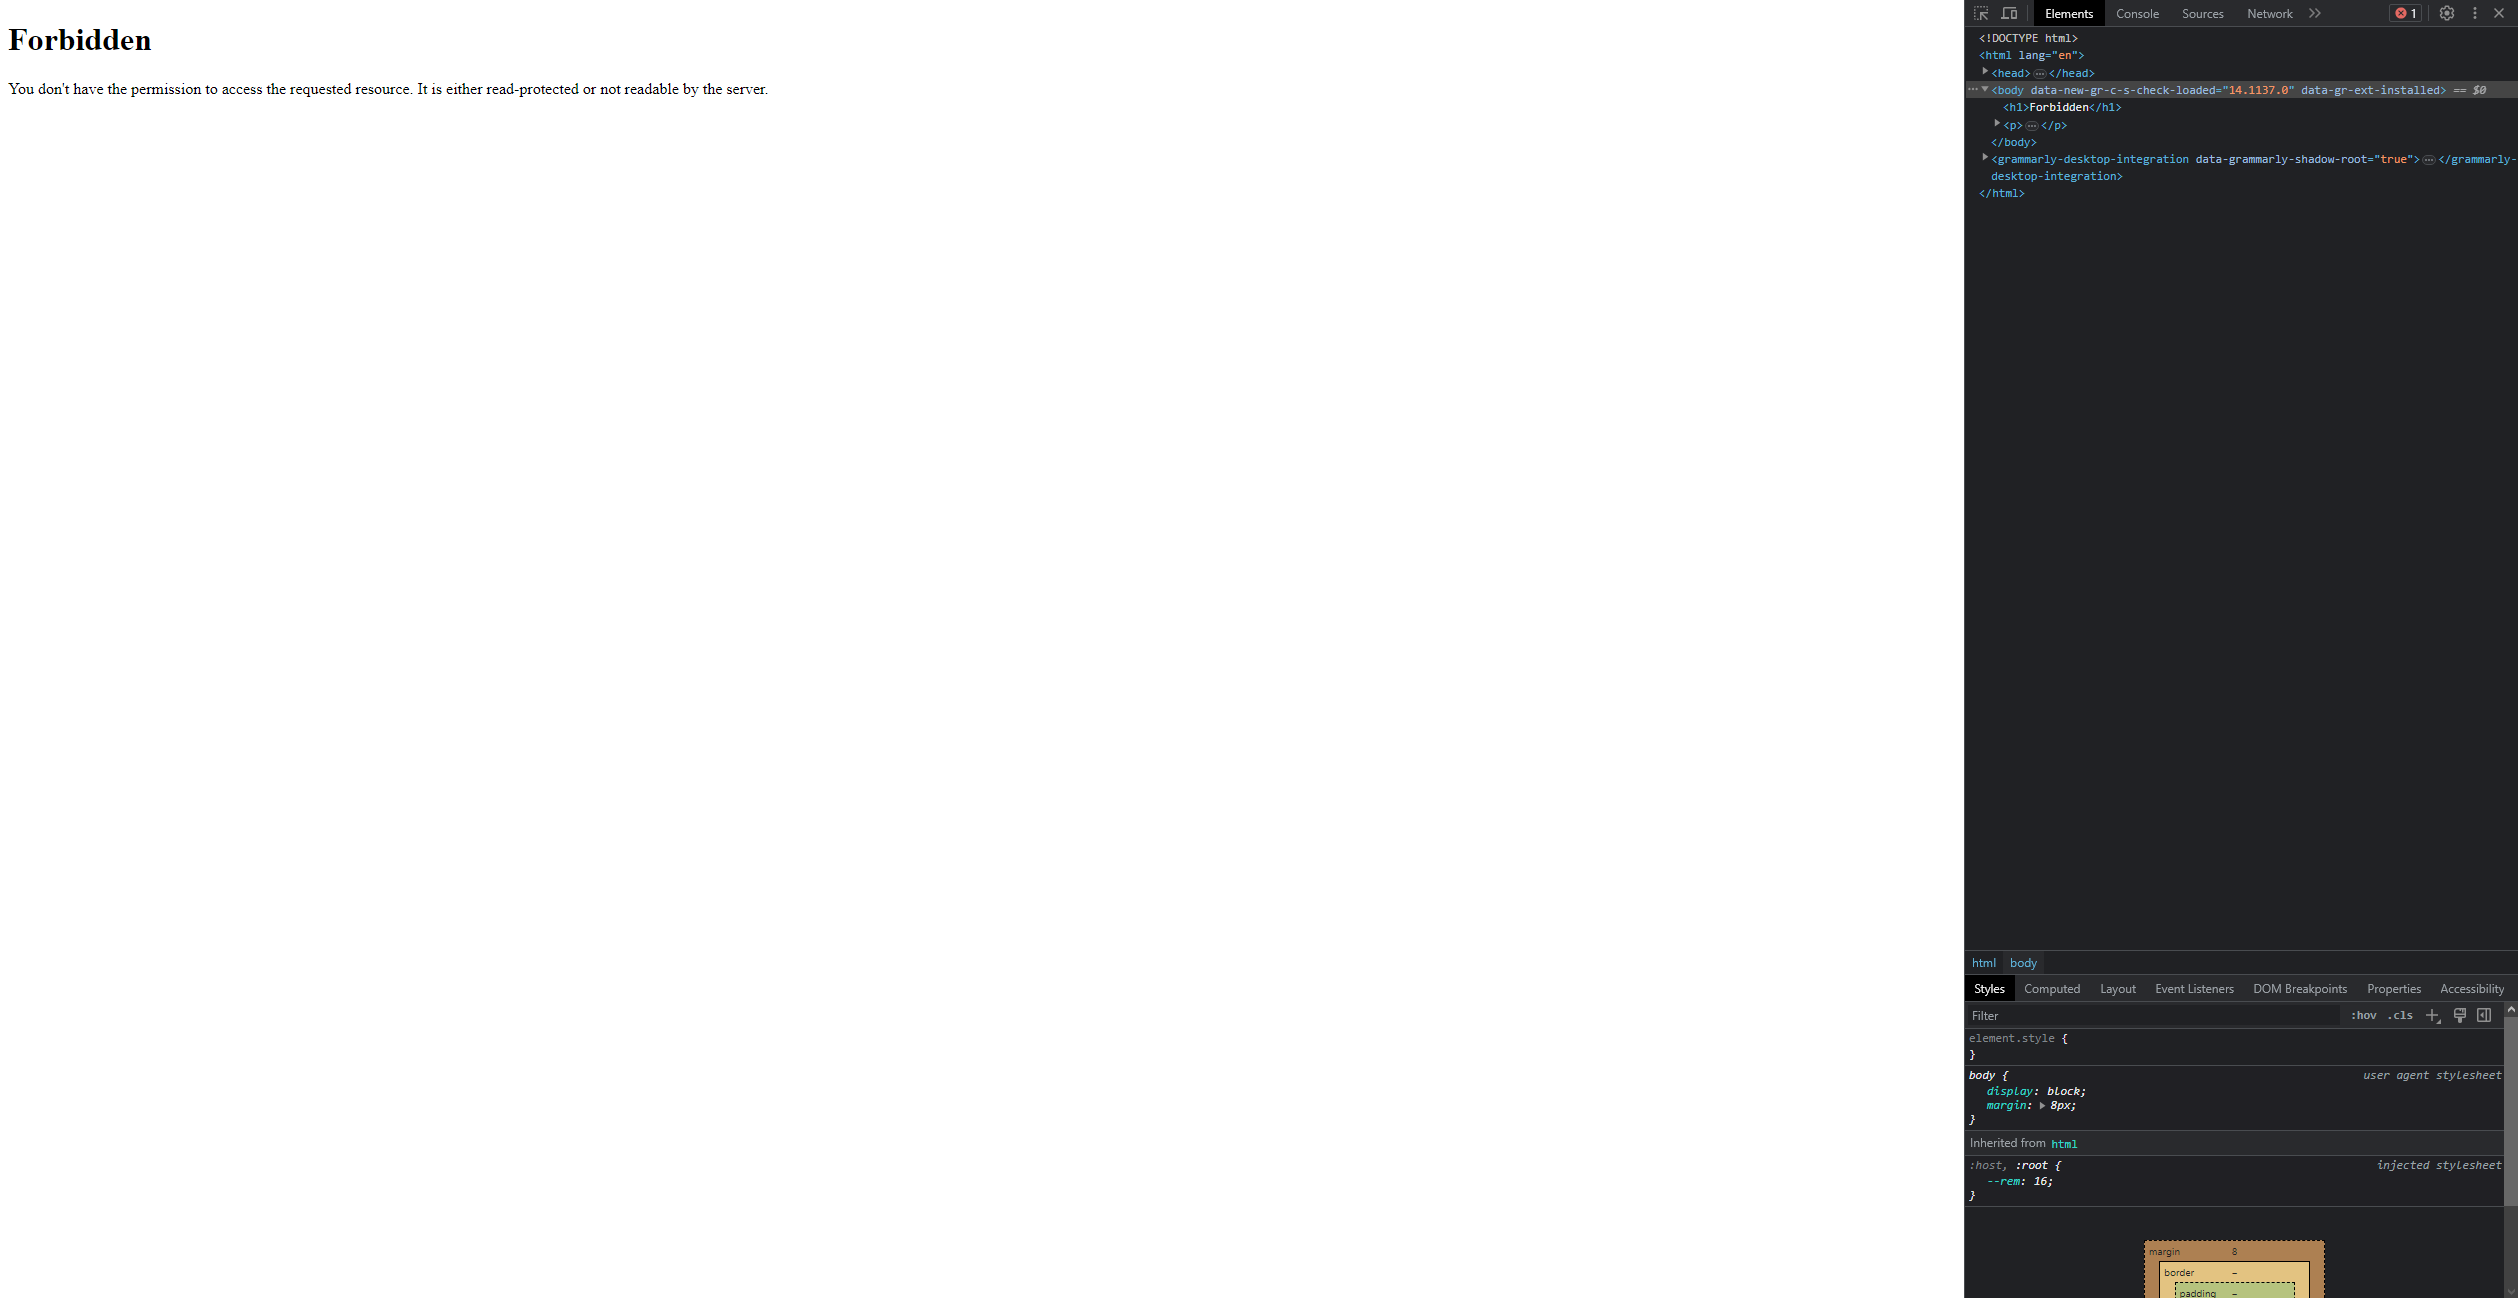 Forbidden
You don't have the permission to access the requested resource. It is either read-protected or not readable by the server.
Elements Console Sources Network 1
<!DOCTYPE html>
<html lang="en">
<head>…</head>
<body data-new-gr-c-s-check-loaded="14.1137.0" data-gr-ext-installed> == $0
<h1>Forbidden</h1>
<p>…</p>
</body>
<grammarly-desktop-integration data-grammarly-shadow-root="true">…</grammarly-
desktop-integration>
</html>
html body
Styles Computed Layout Event Listeners DOM Breakpoints Properties Accessibility
Filter :hov .cls
element.style {
}
body { user agent stylesheet
display: block;
margin: 8px;
}
Inherited from html
:host, :root { injected stylesheet
--rem: 16;
}
margin 8
border –
padding –